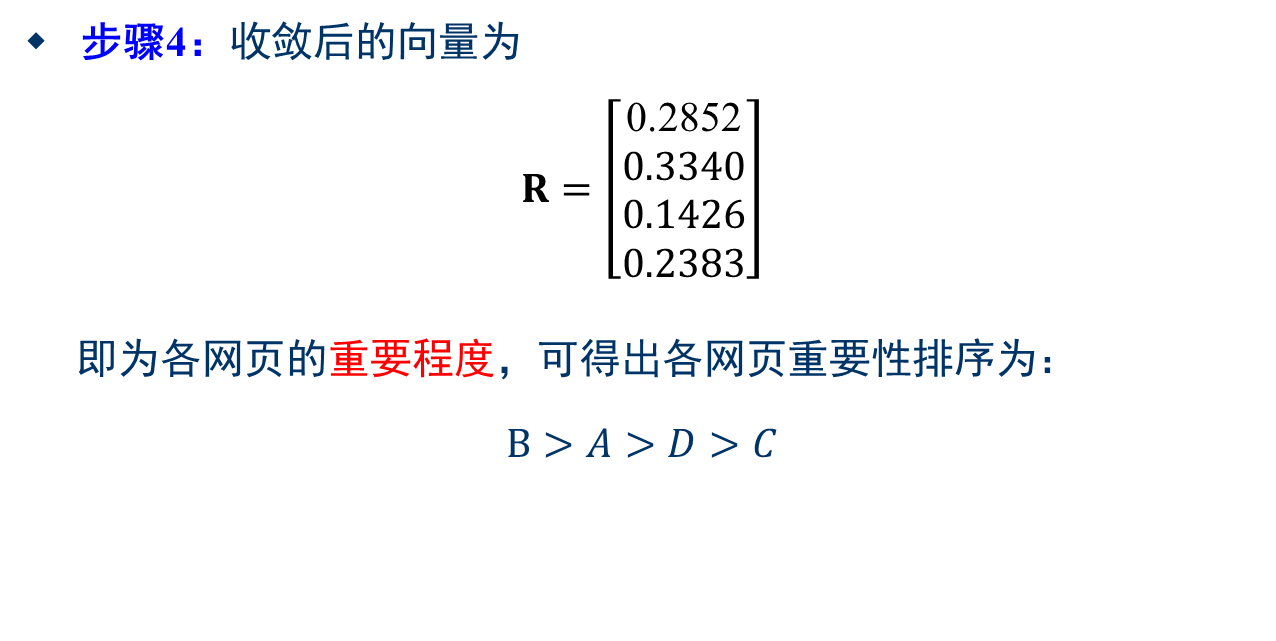 ◆ 步骤4：收敛后的向量为
0.2852
0.3340
R = 
0.1426
0.2383
即为各网页的重要程度，可得出各网页重要性排序为：
B > A > D > C